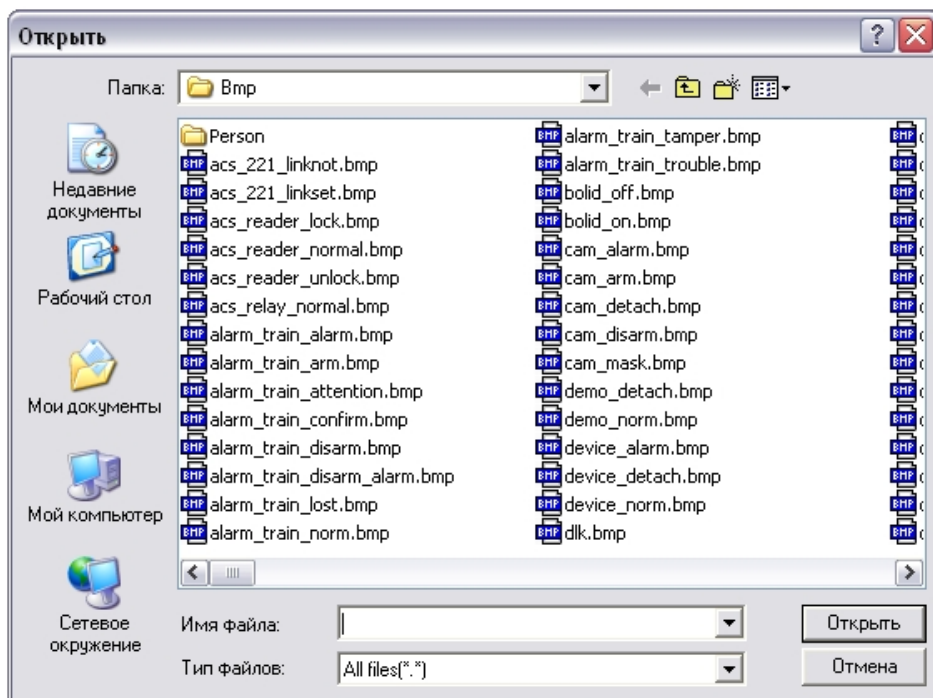 Открыть
Папка:
Bmp
Недавние
документы
Рабочий стол
Мои документы
Мой компьютер
Сетевое
окружение
Person
acs_221_linknot.bmp
acs_221_linkset.bmp
acs_reader_lock.bmp
acs_reader_normal.bmp
acs_reader_unlock.bmp
acs_relay_normal.bmp
alarm_train_alarm.bmp
alarm_train_arm.bmp
alarm_train_attention.bmp
alarm_train_confirm.bmp
alarm_train_disarm.bmp
alarm_train_disarm_alarm.bmp
alarm_train_lost.bmp
alarm_train_norm.bmp
alarm_train_tamper.bmp
alarm_train_trouble.bmp
bolid_off.bmp
bolid_on.bmp
cam_alarm.bmp
cam_arm.bmp
cam_detach.bmp
cam_disarm.bmp
cam_mask.bmp
demo_detach.bmp
demo_norm.bmp
device_alarm.bmp
device_detach.bmp
device_norm.bmp
dlk.bmp
Имя файла:
Открыть
Тип файлов:
All files(*.*)
Отмена